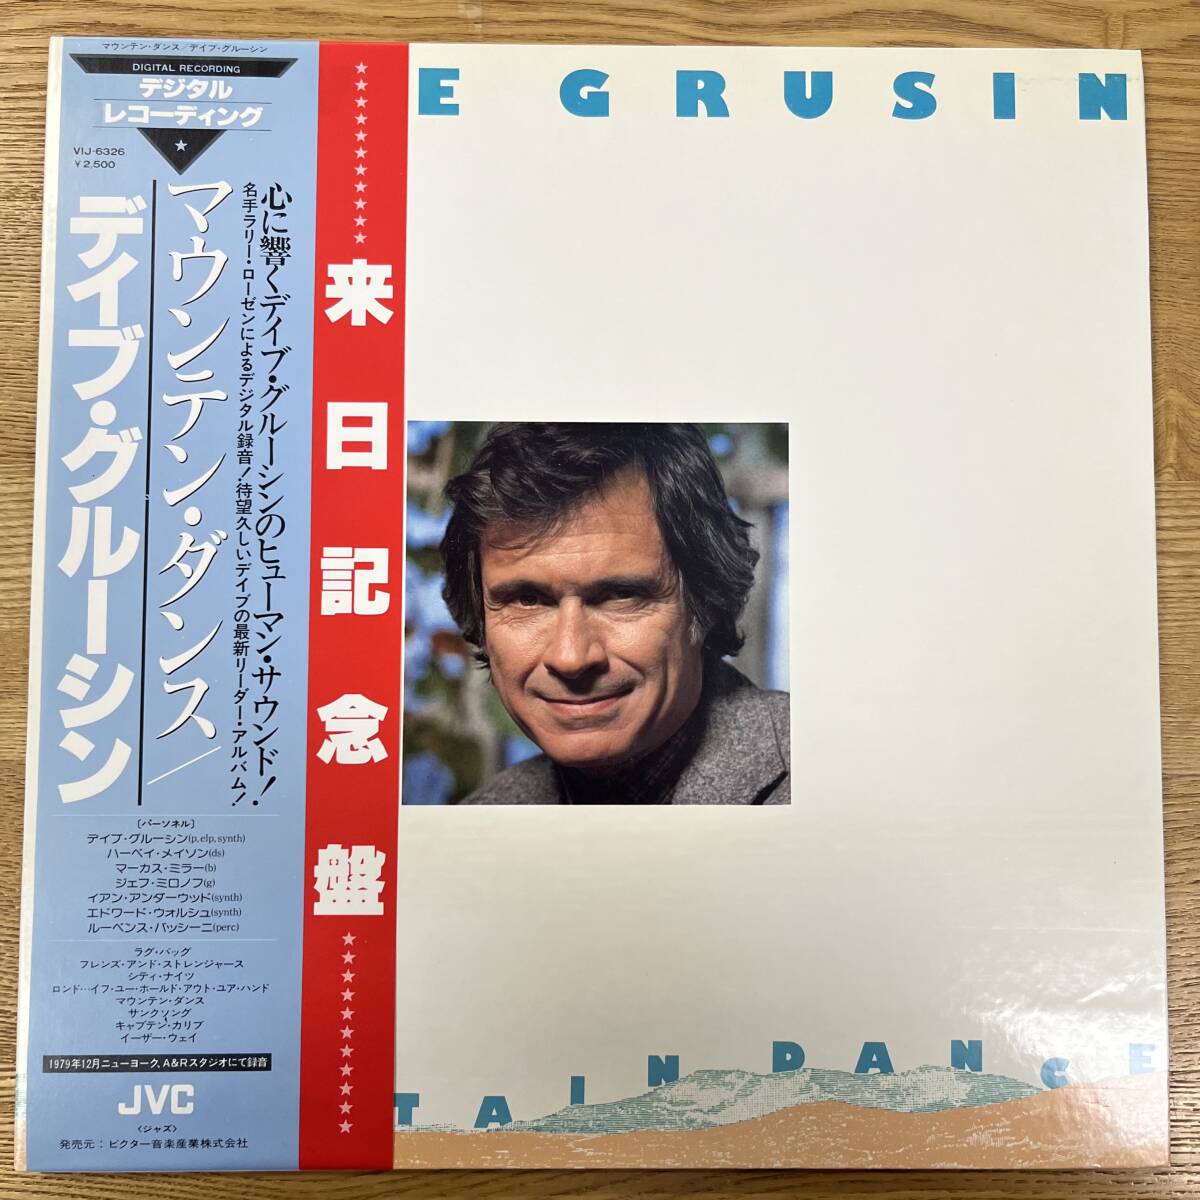 マウンテン・ダンス/デイブ・グルーシン
DIGITAL RECORDING
デジタル
レコーディング
VIJ-6326
¥2,500
心に響くデイブ・グルーシンのヒューマン・サウンド!
名手ラリー・ローゼンによるデジタル録音!待望久しいデイブの最新リーダー・アルバム!
マウンテン・ダンス/
デイブ・グルーシン
[パーソネル]
デイブ・グルーシン(p, elp, synth)
ハーベイ・メイソン(ds)
マーカス・ミラー(b)
ジェフ・ミロノフ(g)
イアン・アンダーウッド(synth)
エドワード・ウォルシュ(synth)
ルーベンス・バッシーニ(perc)
ラグ・バッグ
フレンズ・アンド・ストレンジャース
シティ・ナイツ
ロンド…イフ・ユー・ホールド・アウト・ユア・ハンド
マウンテン・ダンス
サンクソング
キャプテン・カリブ
イーザー・ウェイ
1979年12月ニューヨーク、A&Rスタジオにて録音
JVC
〈ジャズ〉
発売元:ビクター音楽産業株式会社
来日記念盤
E GRUSIN
TAIN DANCE